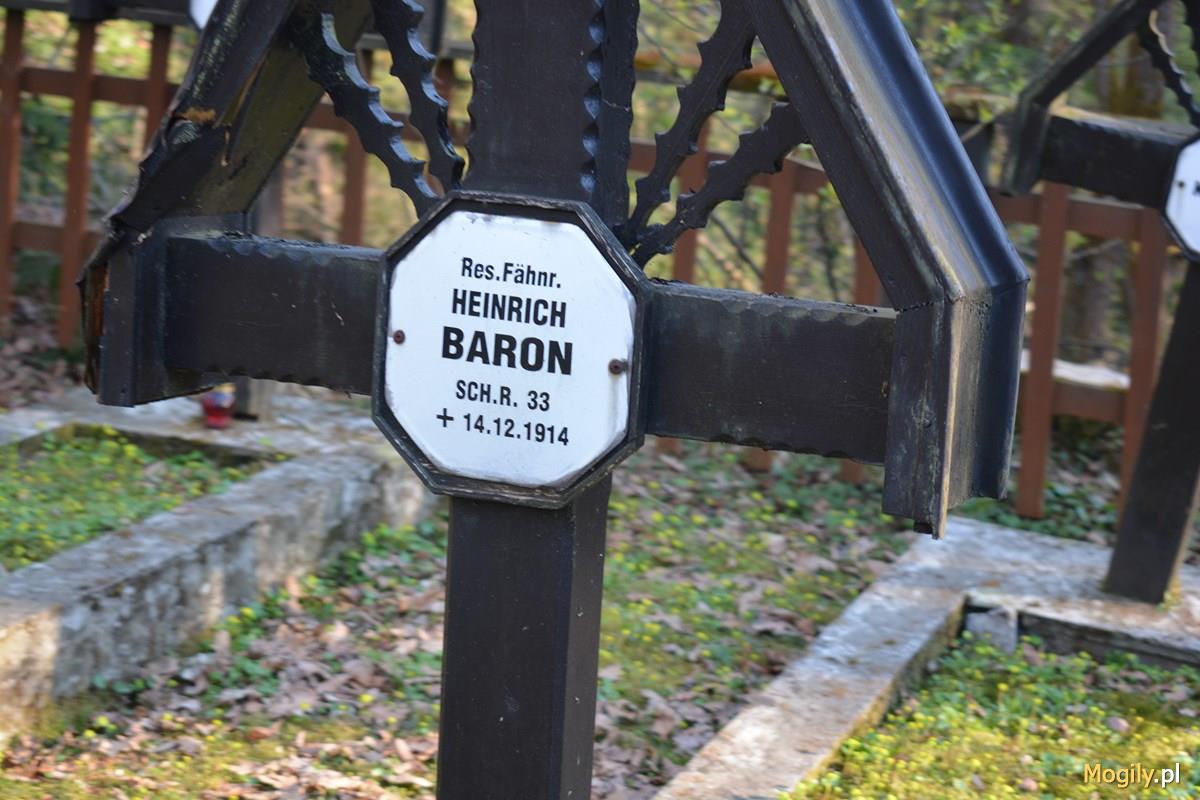 Res.Fähnr.
HEINRICH
BARON
SCH.R. 33
+ 14.12.1914
Mogily.pl